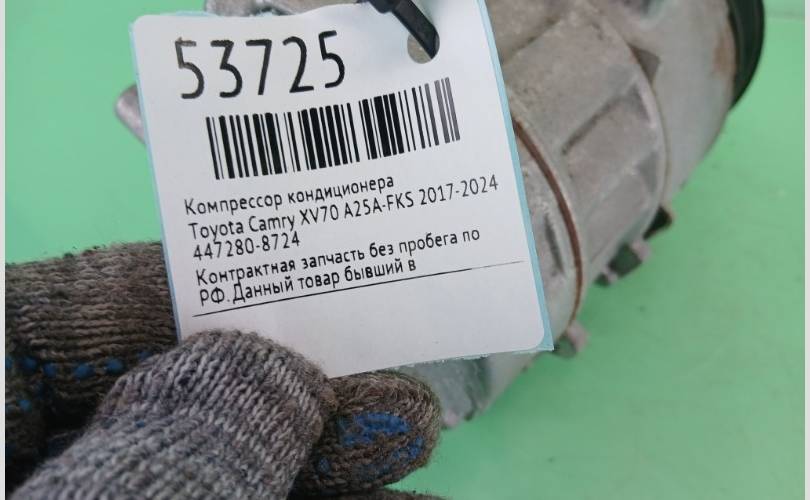 53725
Компрессор кондиционера
Toyota Camry XV70 A25A-FKS 2017-2024
447280-8724
Контрактная запчасть без пробега по
РФ. Данный товар бывший в